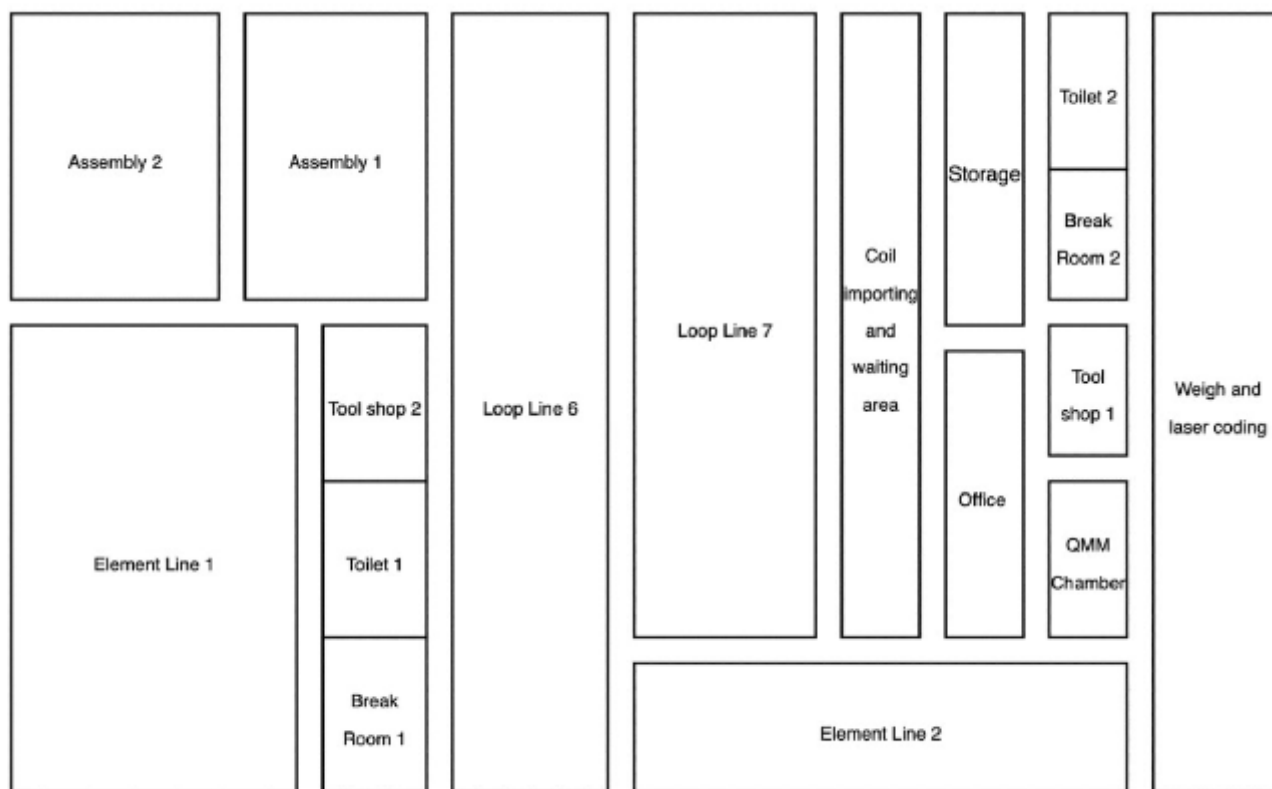 Assembly 2
Assembly 1
Toilet 2
Storage
Break
Room 2
Coil
importing
and
waiting
area
Loop Line 7
Tool shop 2
Loop Line 6
Tool
shop 1
Weigh and
laser coding
Office
Element Line 1
Toilet 1
QMM
Chamber
Break
Room 1
Element Line 2